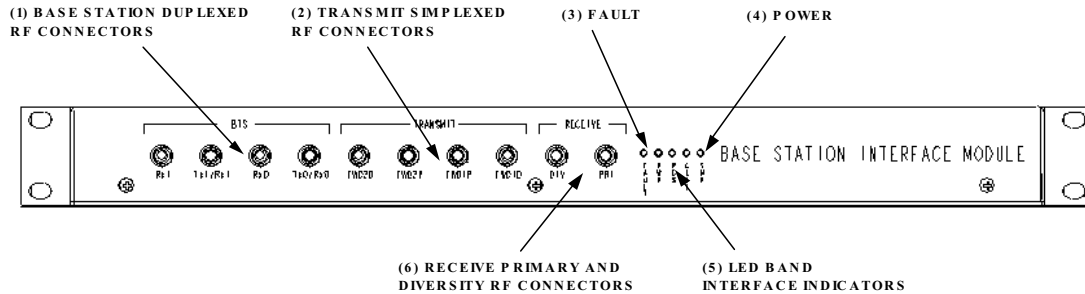 (1) BASE STATION DUPLEXED
RF CONNECTORS
(2) TRANSMIT SIMPLEXED
RF CONNECTORS
(3) FAULT
(4) POWER
BTS
TRANSMIT
RECEIVE
Rx1
Tx1/Rx1
Rx0
Tx0/Rx0
FWD2D
FWD2P
FWD1P
FWD1D
DIV
PRI
FAULT
PCS
BASE STATION INTERFACE MODULE
(6) RECEIVE PRIMARY AND
DIVERSITY RF CONNECTORS
(5) LED BAND
INTERFACE INDICATORS